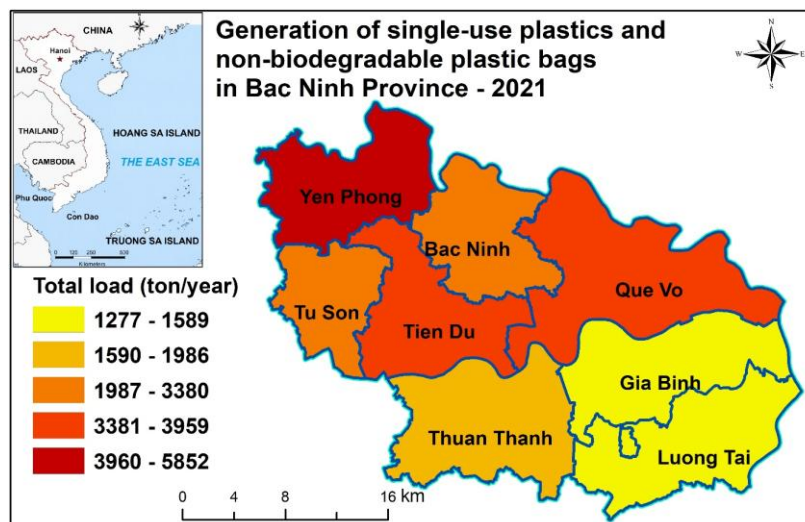 Generation of single-use plastics and
non-biodegradable plastic bags
in Bac Ninh Province - 2021
N
W
E
S
CHINA
Hanoi
LAOS
HOANG SA ISLAND
THAILAND
THE EAST SEA
CAMBODIA
Phu Quoc
Con Dao
TRUONG SA ISLAND
Kilometers
Yen Phong
Bac Ninh
Que Vo
Tu Son
Tien Du
Gia Binh
Thuan Thanh
Luong Tai
Total load (ton/year)
1277 - 1589
1590 - 1986
1987 - 3380
3381 - 3959
3960 - 5852
0 4 8 16 km